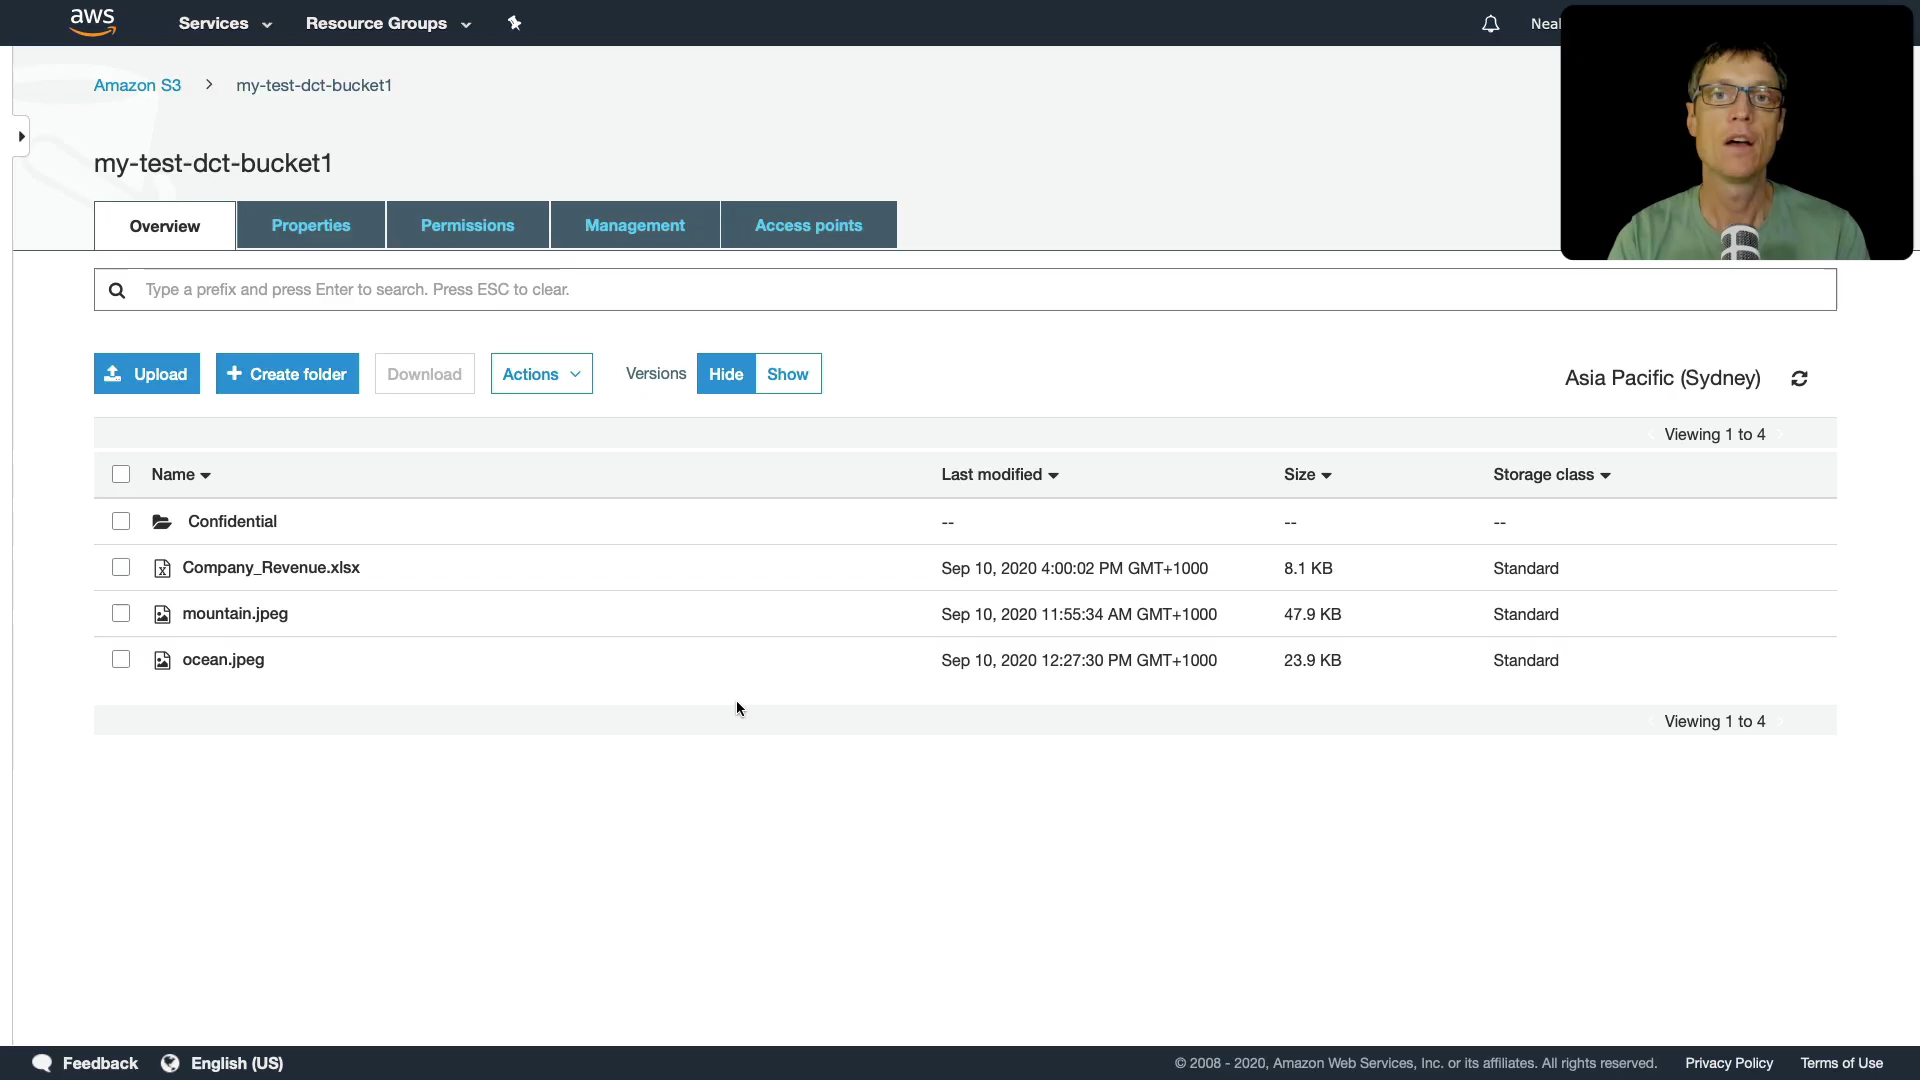 aws Services Resource Groups Neal
Amazon S3 > my-test-dct-bucket1
my-test-dct-bucket1
Overview Properties Permissions Management Access points
Type a prefix and press Enter to search. Press ESC to clear.
Upload + Create folder Download Actions Versions Hide Show Asia Pacific (Sydney)
Viewing 1 to 4
Name Last modified Size Storage class
Confidential -- -- --
Company_Revenue.xlsx Sep 10, 2020 4:00:02 PM GMT+1000 8.1 KB Standard
mountain.jpeg Sep 10, 2020 11:55:34 AM GMT+1000 47.9 KB Standard
ocean.jpeg Sep 10, 2020 12:27:30 PM GMT+1000 23.9 KB Standard
Viewing 1 to 4
Feedback English (US) © 2008 - 2020, Amazon Web Services, Inc. or its affiliates. All rights reserved. Privacy Policy Terms of Use